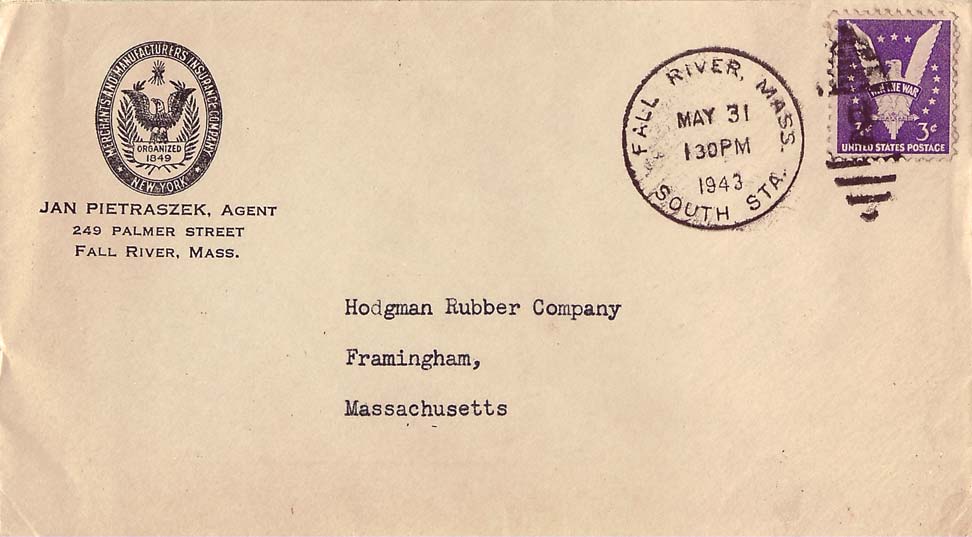 MERCHANTS AND MANUFACTURERS INSURANCE COMPANY
ORGANIZED
1849
NEW YORK
JAN PIETRASZEK, AGENT
249 PALMER STREET
FALL RIVER, MASS.
FALL RIVER, MASS.
MAY 31
130PM
1943
SOUTH STA.
THE WAR
3¢
UNITED STATES POSTAGE
Hodgman Rubber Company
Framingham,
Massachusetts